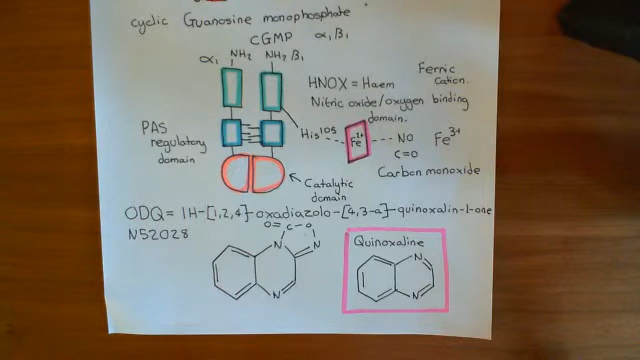 cyclic Guanosine monophosphate
cGMP α1β1
α1 NH2 NH2 β1
HNOX = Haem
Nitric oxide/oxygen binding
domain.
Ferric
cation.
PAS
regulatory
domain
His105
Fe2+
NO
C=O
Fe3+
Carbon monoxide
Catalytic
domain
ODQ = 1H-[1,2,4]-oxadiazolo-[4,3-a]-quinoxalin-1-one
NS2028
O=C-O
N
N
N
Quinoxaline
N
N